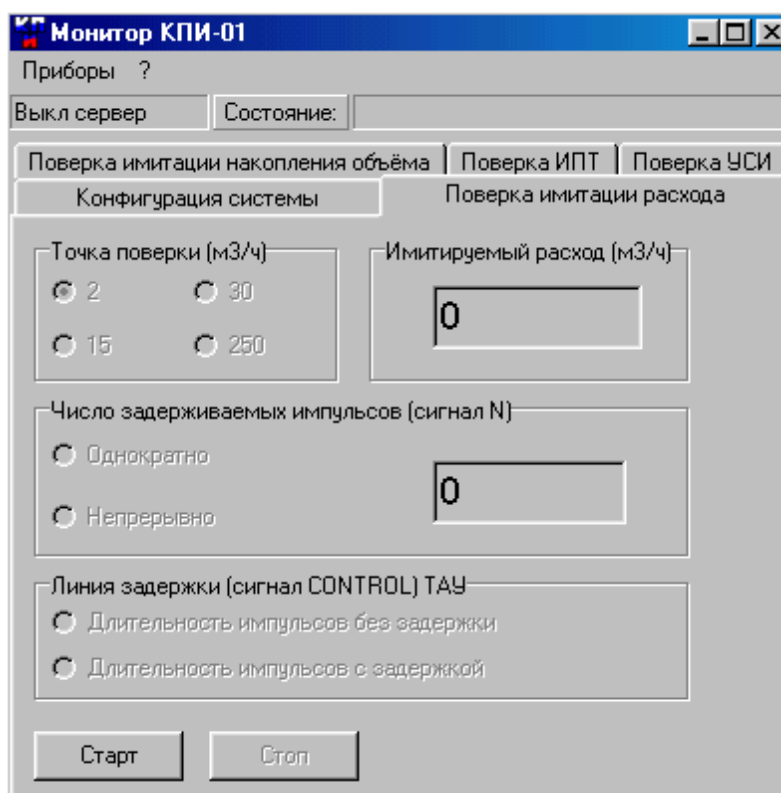 Монитор КПИ-01
Приборы ?
Выкл сервер Состояние:
Поверка имитации накопления объёма Поверка ИПТ Поверка УСИ
Конфигурация системы Поверка имитации расхода
Точка поверки (м3/ч) Имитируемый расход (м3/ч)
2 30 0
15 250
Число задерживаемых импульсов (сигнал N)
Однократно 0
Непрерывно
Линия задержки (сигнал CONTROL) ТАУ
Длительность импульсов без задержки
Длительность импульсов с задержкой
Старт Стоп